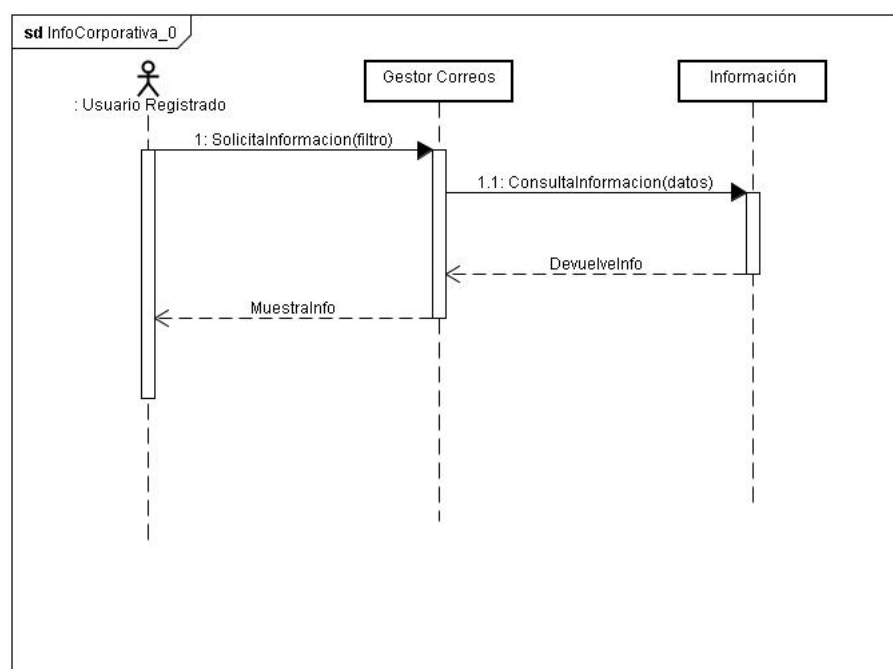 sd InfoCorporativa_0
: Usuario Registrado
Gestor Correos
Información
1: SolicitaInformacion(filtro)
1.1: ConsultaInformacion(datos)
DevuelveInfo
MuestraInfo